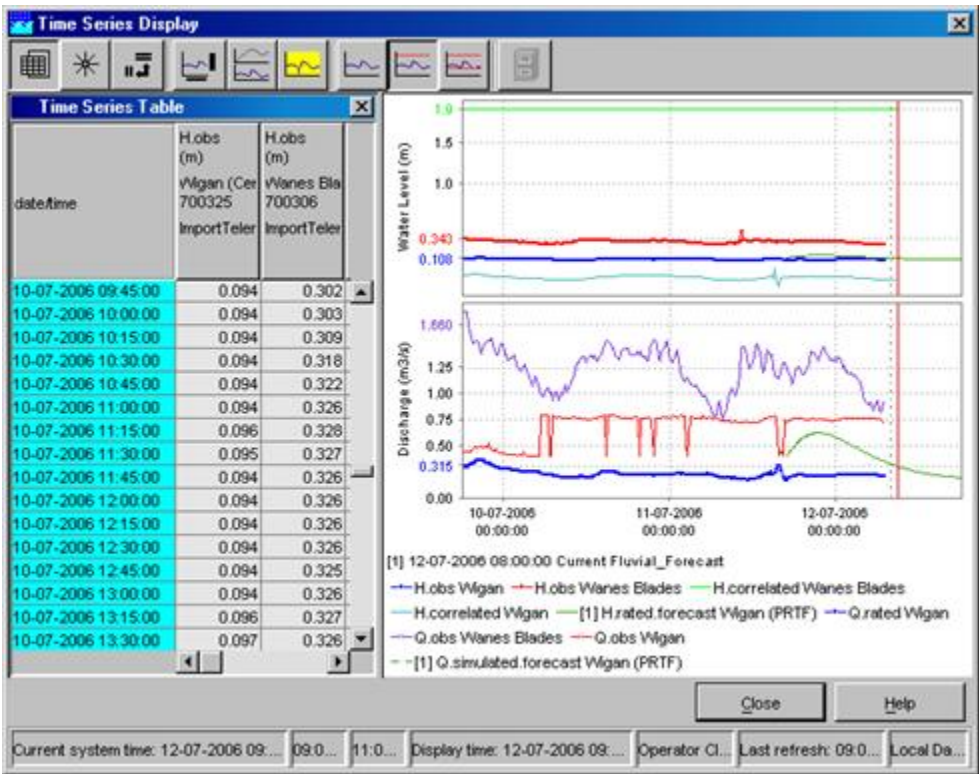 Time Series Display
Time Series Table
date/time
H.obs
(m)
Wigan (Cer
700325
ImportTeler
H.obs
(m)
Wanes Bla
700306
ImportTeler
10-07-2006 09:45:00 0.094 0.302
10-07-2006 10:00:00 0.094 0.303
10-07-2006 10:15:00 0.094 0.309
10-07-2006 10:30:00 0.094 0.318
10-07-2006 10:45:00 0.094 0.322
10-07-2006 11:00:00 0.094 0.326
10-07-2006 11:15:00 0.096 0.328
10-07-2006 11:30:00 0.095 0.327
10-07-2006 11:45:00 0.094 0.326
10-07-2006 12:00:00 0.094 0.326
10-07-2006 12:15:00 0.094 0.326
10-07-2006 12:30:00 0.094 0.326
10-07-2006 12:45:00 0.094 0.325
10-07-2006 13:00:00 0.094 0.326
10-07-2006 13:15:00 0.096 0.327
10-07-2006 13:30:00 0.097 0.326
Water Level (m)
1.9
1.5
1.0
0.343
0.108
Discharge (m3/s)
1.660
1.25
1.00
0.75
0.50
0.315
0.00
10-07-2006 11-07-2006 12-07-2006
00:00:00 00:00:00 00:00:00
[1] 12-07-2006 08:00:00 Current Fluvial_Forecast
H.obs Wigan H.obs Wanes Blades H.correlated Wanes Blades
H.correlated Wigan [1] H.rated.forecast Wigan (PRTF) Q.rated Wigan
Q.obs Wanes Blades Q.obs Wigan
[1] Q.simulated.forecast Wigan (PRTF)
Close Help
Current system time: 12-07-2006 09:... 09:0... 11:0... Display time: 12-07-2006 09:... Operator Cl... Last refresh: 09:0... Local Da...